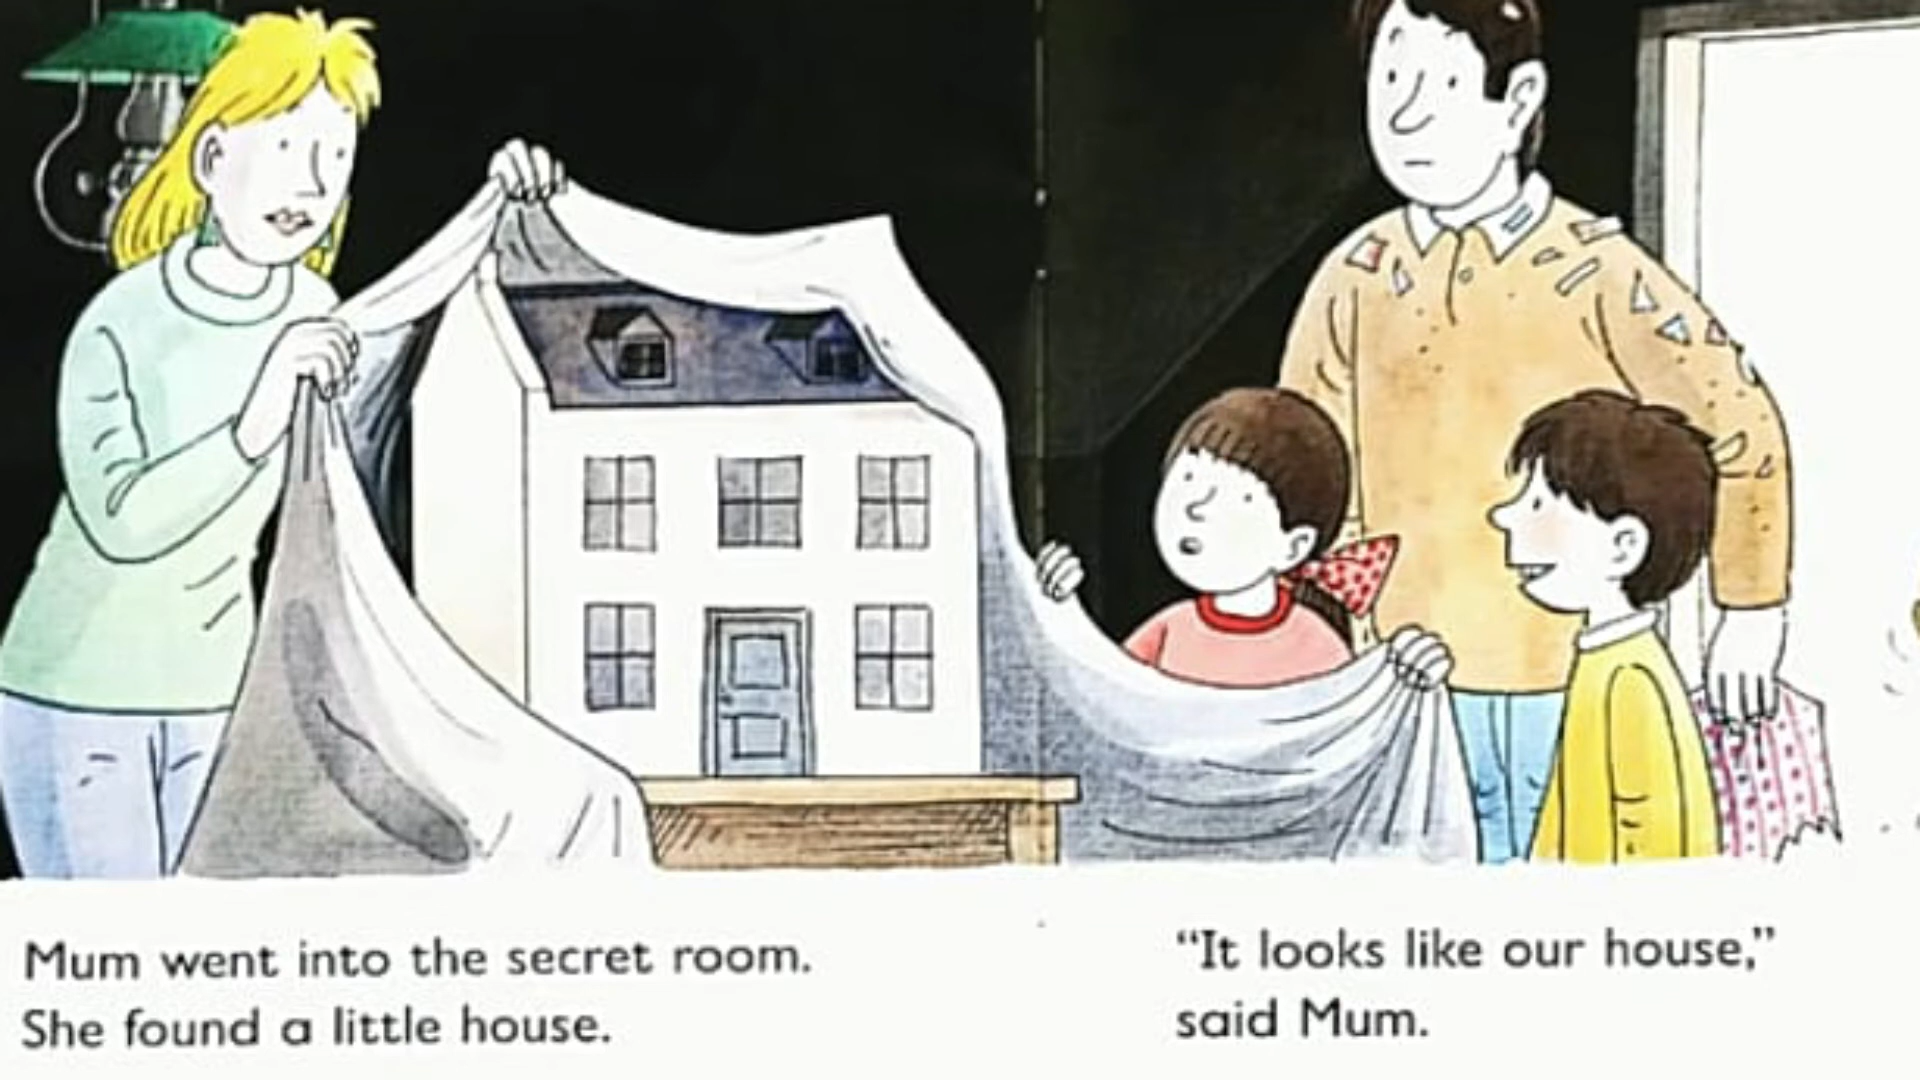 Mum went into the secret room.
She found a little house.
“It looks like our house,”
said Mum.